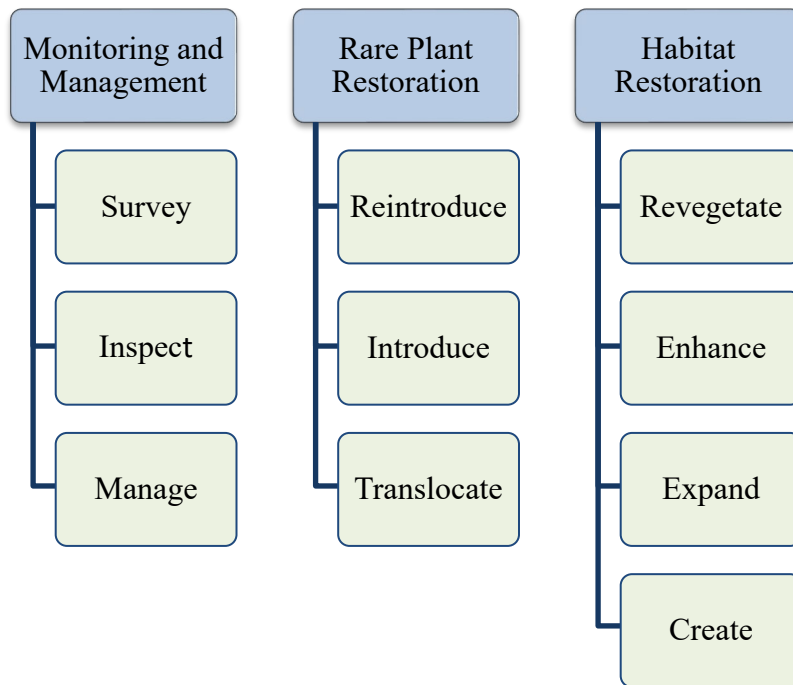 Monitoring and
Management
Survey
Inspect
Manage
Rare Plant
Restoration
Reintroduce
Introduce
Translocate
Habitat
Restoration
Revegetate
Enhance
Expand
Create